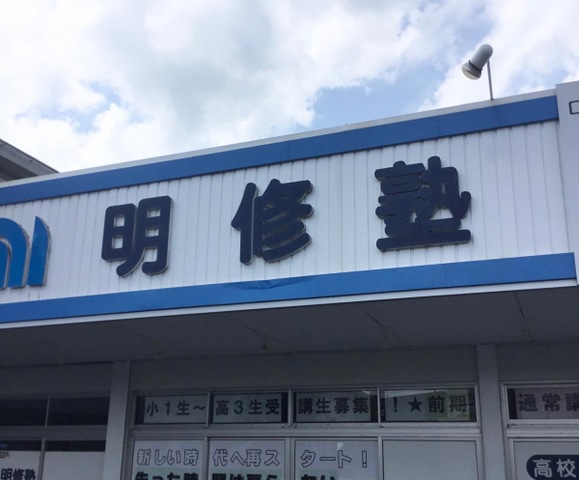 明修塾
小1生～高3生受講生募集！★前期
通常講
新しい時代へ再スタート！
明修塾
高校